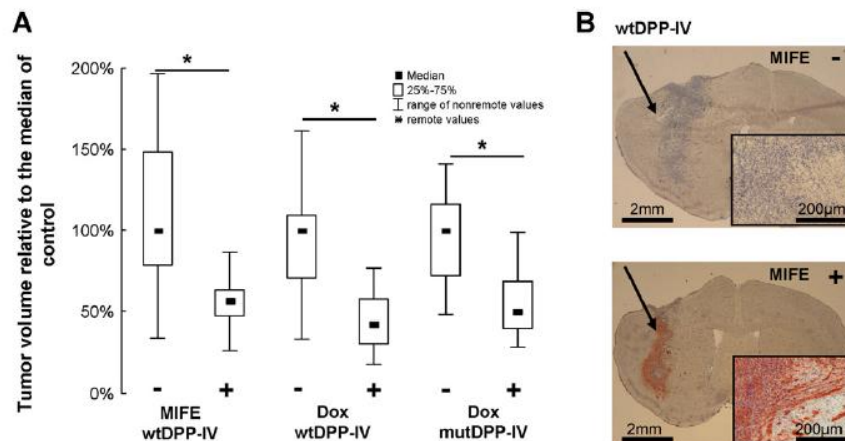 A
Tumor volume relative to the median of
control
200%
150%
100%
50%
0%
*
*
*
Median
25%-75%
range of nonremote values
remote values
- + - + - +
MIFE Dox Dox
wtDPP-IV wtDPP-IV mutDPP-IV
B
wtDPP-IV
MIFE -
2mm 200µm
MIFE +
2mm 200µm